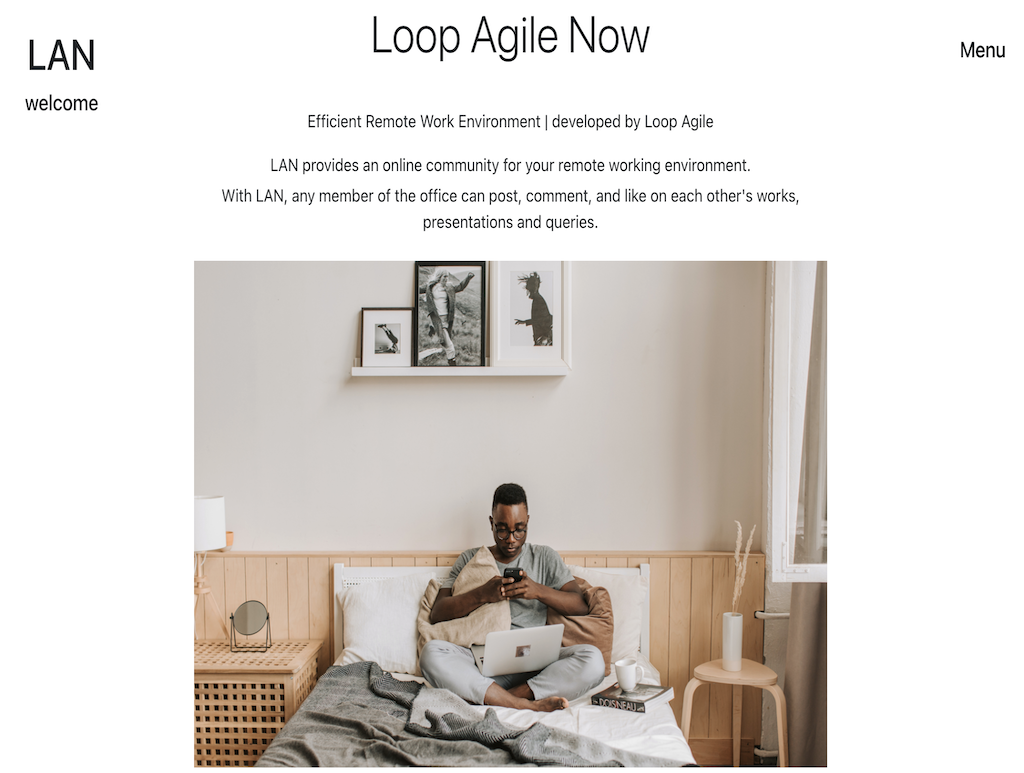 LAN
welcome
Loop Agile Now
Menu
Efficient Remote Work Environment | developed by Loop Agile
LAN provides an online community for your remote working environment.
With LAN, any member of the office can post, comment, and like on each other's works,
presentations and queries.
DOISNEAU